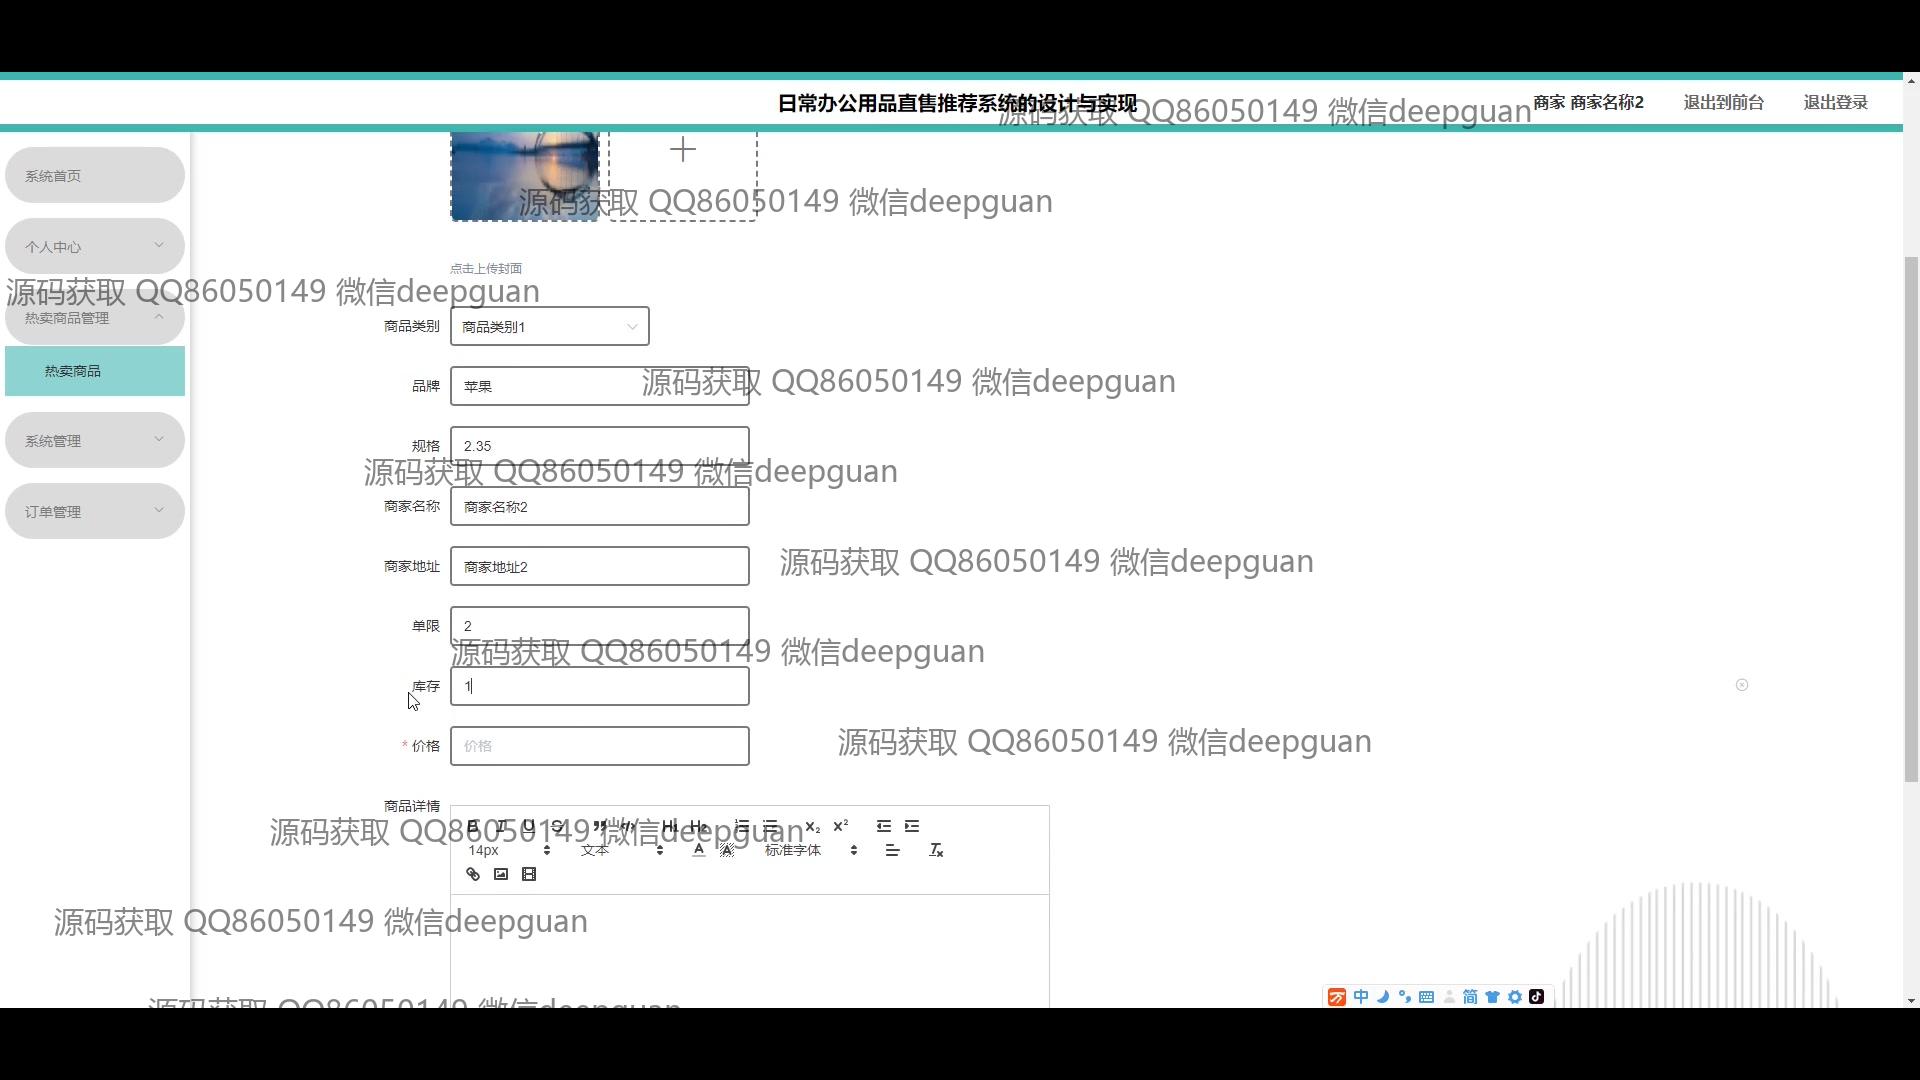 日常办公用品直售推荐系统的设计与实现
商家 商家名称2
退出到前台
退出登录
源码获取 QQ86050149 微信deepguan
系统首页
源码获取 QQ86050149 微信deepguan
个人中心
点击上传封面
源码获取 QQ86050149 微信deepguan
热卖商品管理
商品类别 商品类别1
热卖商品
品牌 苹果
源码获取 QQ86050149 微信deepguan
系统管理
规格 2.35
源码获取 QQ86050149 微信deepguan
商家名称 商家名称2
订单管理
商家地址 商家地址2
源码获取 QQ86050149 微信deepguan
单限 2
源码获取 QQ86050149 微信deepguan
库存 1
* 价格 价格
源码获取 QQ86050149 微信deepguan
商品详情
B I U S H1 H2 X2 X2
源码获取 QQ86050149 微信deepguan
14px 文本 A A 标准字体 Tx
源码获取 QQ86050149 微信deepguan
中 简
源码获取 QQ86050149 微信deepguan